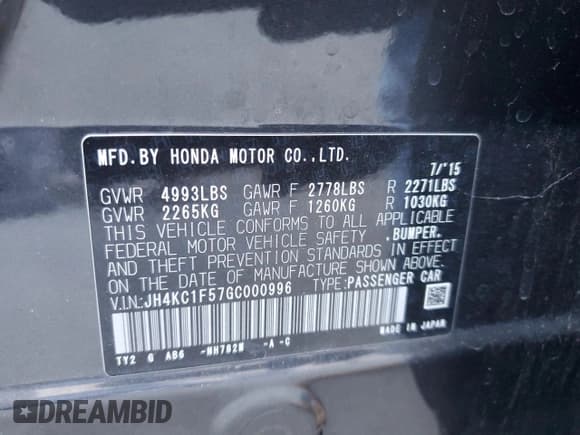 MFD.BY HONDA MOTOR CO.,LTD.
7/'15
GVWR 4993LBS GAWR F 2778LBS R 2271LBS
GVWR 2265KG GAWR F 1260KG R 1030KG
THIS VEHICLE CONFORMS TO ALL APPLICABLE
FEDERAL MOTOR VEHICLE SAFETY ,BUMPER,
AND THEFT PREVENTION STANDARDS IN EFFECT
ON THE DATE OF MANUFACTURE SHOWN ABOVE.
V.IN:JH4KC1F57GC000996 TYPE:PASSENGER CAR
TY2 G AB6 -NH782M -A -C
MADE IN JAPAN
DREAMBID